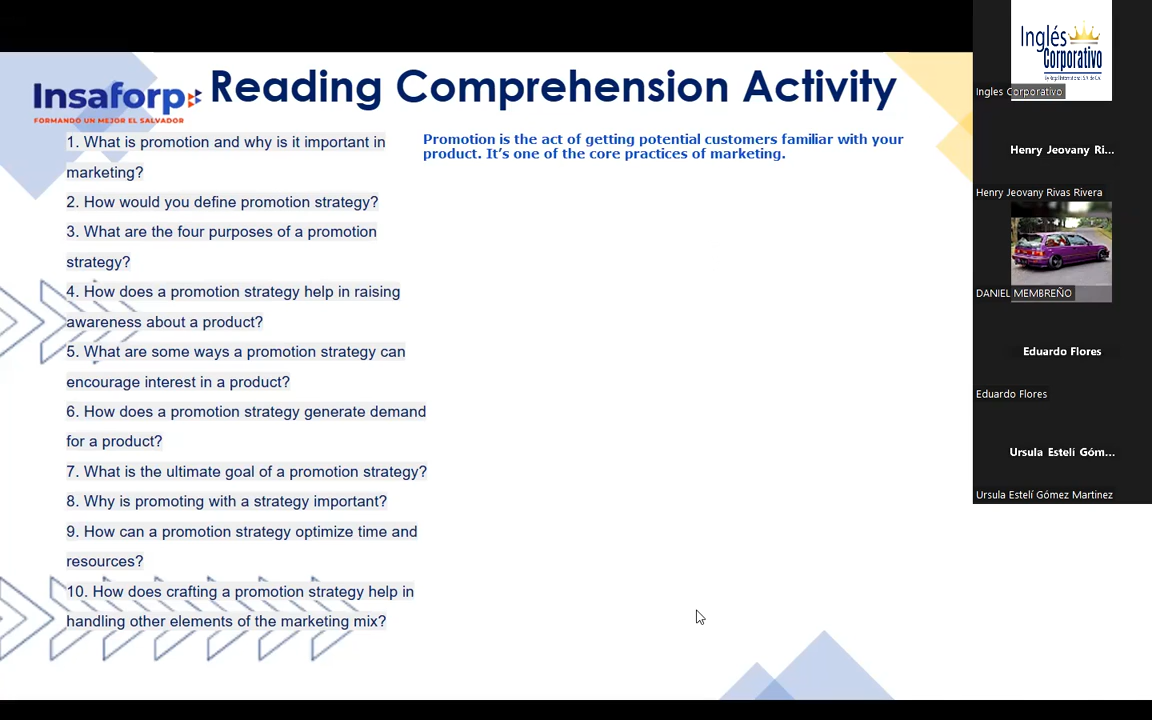 Insaforp
FORMANDO UN MEJOR EL SALVADOR
Reading Comprehension Activity
1. What is promotion and why is it important in
marketing?
2. How would you define promotion strategy?
3. What are the four purposes of a promotion
strategy?
4. How does a promotion strategy help in raising
awareness about a product?
5. What are some ways a promotion strategy can
encourage interest in a product?
6. How does a promotion strategy generate demand
for a product?
7. What is the ultimate goal of a promotion strategy?
8. Why is promoting with a strategy important?
9. How can a promotion strategy optimize time and
resources?
10. How does crafting a promotion strategy help in
handling other elements of the marketing mix?
Promotion is the act of getting potential customers familiar with your
product. It’s one of the core practices of marketing.
Inglés
Corporativo
Ingles Corporativo
Henry Jeovany Ri...
Henry Jeovany Rivas Rivera
DANIEL MEMBREÑO
Eduardo Flores
Eduardo Flores
Ursula Estelí Góm...
Ursula Estelí Gómez Martinez